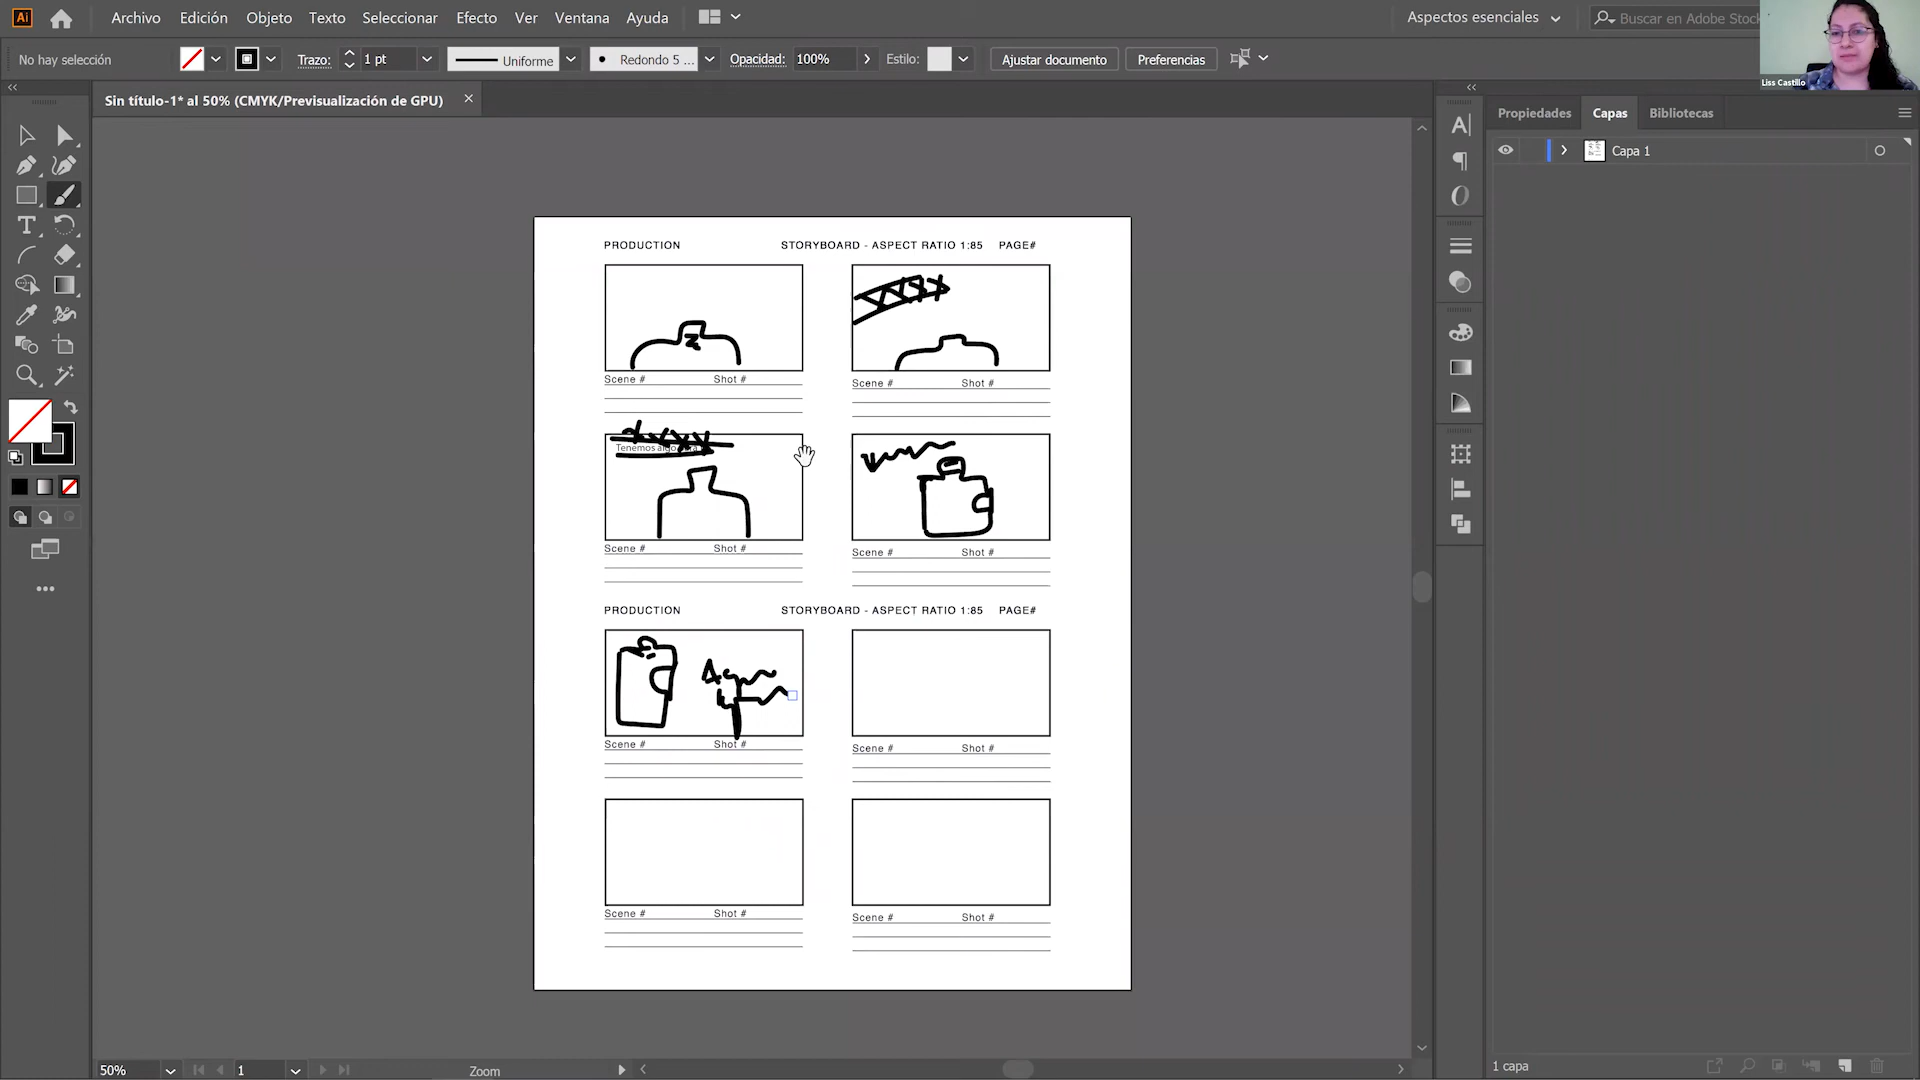 Archivo Edición Objeto Texto Seleccionar Efecto Ver Ventana Ayuda Aspectos esenciales Buscar en Adobe Stock
Liss Castillo
No hay selección Trazo: 1 pt Uniforme Redondo 5 ... Opacidad: 100% Estilo: Ajustar documento Preferencias
Sin título-1* al 50% (CMYK/Previsualización de GPU)
Propiedades Capas Bibliotecas
Capa 1
PRODUCTION STORYBOARD - ASPECT RATIO 1:85 PAGE#
Scene # Shot # Scene # Shot #
Tenemos algo
Scene # Shot # Scene # Shot #
PRODUCTION STORYBOARD - ASPECT RATIO 1:85 PAGE#
Scene # Shot # Scene # Shot #
Scene # Shot # Scene # Shot #
50% 1 Zoom
1 capa